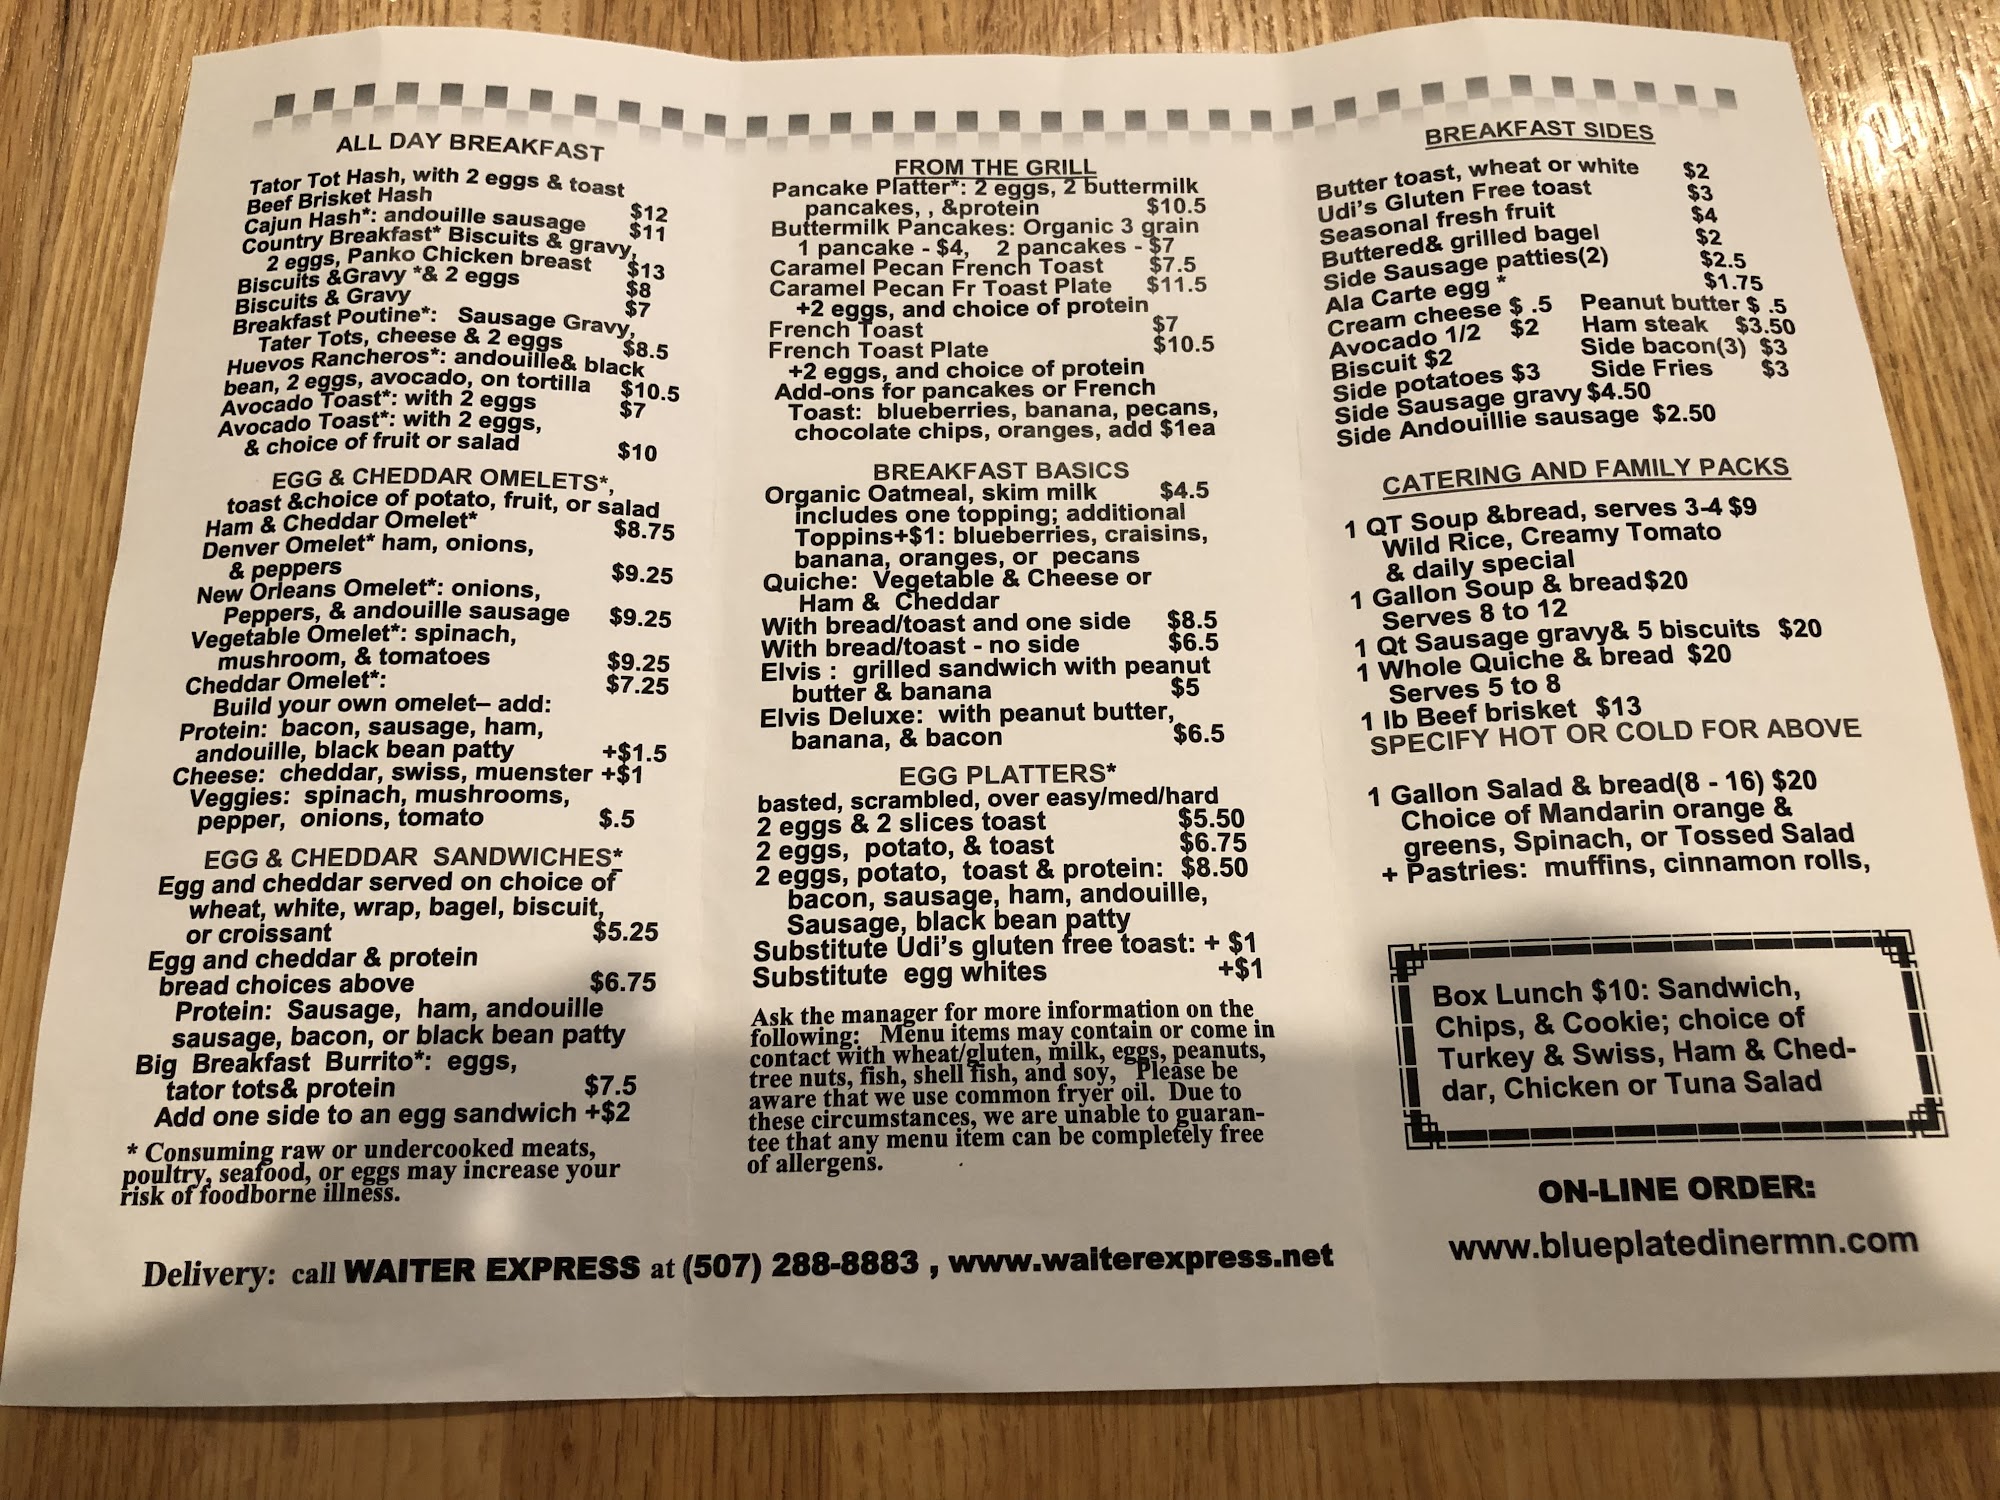 ALL DAY BREAKFAST
Tator Tot Hash, with 2 eggs & toast
Beef Brisket Hash $12
Cajun Hash*: andouille sausage $11
Country Breakfast* Biscuits & gravy,
2 eggs, Panko Chicken breast $13
Biscuits &Gravy *& 2 eggs $8
Biscuits & Gravy $7
Breakfast Poutine*: Sausage Gravy,
Tater Tots, cheese & 2 eggs $8.5
Huevos Rancheros*: andouille& black
bean, 2 eggs, avocado, on tortilla $10.5
Avocado Toast*: with 2 eggs $7
Avocado Toast*: with 2 eggs,
& choice of fruit or salad $10
EGG & CHEDDAR OMELETS*,
toast &choice of potato, fruit, or salad
Ham & Cheddar Omelet* $8.75
Denver Omelet* ham, onions,
& peppers $9.25
New Orleans Omelet*: onions,
Peppers, & andouille sausage $9.25
Vegetable Omelet*: spinach,
mushroom, & tomatoes $9.25
Cheddar Omelet*: $7.25
Build your own omelet– add:
Protein: bacon, sausage, ham,
andouille, black bean patty +$1.5
Cheese: cheddar, swiss, muenster +$1
Veggies: spinach, mushrooms,
pepper, onions, tomato $.5
EGG & CHEDDAR SANDWICHES*
Egg and cheddar served on choice of
wheat, white, wrap, bagel, biscuit,
or croissant $5.25
Egg and cheddar & protein
bread choices above $6.75
Protein: Sausage, ham, andouille
sausage, bacon, or black bean patty
Big Breakfast Burrito*: eggs,
tator tots& protein $7.5
Add one side to an egg sandwich +$2
* Consuming raw or undercooked meats,
poultry, seafood, or eggs may increase your
risk of foodborne illness.
FROM THE GRILL
Pancake Platter*: 2 eggs, 2 buttermilk
pancakes, , &protein $10.5
Buttermilk Pancakes: Organic 3 grain
1 pancake - $4, 2 pancakes - $7
Caramel Pecan French Toast $7.5
Caramel Pecan Fr Toast Plate $11.5
+2 eggs, and choice of protein
French Toast $7
French Toast Plate $10.5
+2 eggs, and choice of protein
Add-ons for pancakes or French
Toast: blueberries, banana, pecans,
chocolate chips, oranges, add $1ea
BREAKFAST BASICS
Organic Oatmeal, skim milk $4.5
includes one topping; additional
Toppins+$1: blueberries, craisins,
banana, oranges, or pecans
Quiche: Vegetable & Cheese or
Ham & Cheddar
With bread/toast and one side $8.5
With bread/toast - no side $6.5
Elvis : grilled sandwich with peanut
butter & banana $5
Elvis Deluxe: with peanut butter,
banana, & bacon $6.5
EGG PLATTERS*
basted, scrambled, over easy/med/hard
2 eggs & 2 slices toast $5.50
2 eggs, potato, & toast $6.75
2 eggs, potato, toast & protein: $8.50
bacon, sausage, ham, andouille,
Sausage, black bean patty
Substitute Udi's gluten free toast: + $1
Substitute egg whites +$1
Ask the manager for more information on the
following: Menu items may contain or come in
contact with wheat/gluten, milk, eggs, peanuts,
tree nuts, fish, shell fish, and soy, Please be
aware that we use common fryer oil. Due to
these circumstances, we are unable to guaran-
tee that any menu item can be completely free
of allergens.
BREAKFAST SIDES
Butter toast, wheat or white $2
Udi's Gluten Free toast $3
Seasonal fresh fruit $4
Buttered& grilled bagel $2
Side Sausage patties(2) $2.5
Ala Carte egg * $1.75
Cream cheese $ .5 Peanut butter $ .5
Avocado 1/2 $2 Ham steak $3.50
Biscuit $2 Side bacon(3) $3
Side potatoes $3 Side Fries $3
Side Sausage gravy $4.50
Side Andouillie sausage $2.50
CATERING AND FAMILY PACKS
1 QT Soup &bread, serves 3-4 $9
Wild Rice, Creamy Tomato
& daily special
1 Gallon Soup & bread$20
Serves 8 to 12
1 Qt Sausage gravy& 5 biscuits $20
1 Whole Quiche & bread $20
Serves 5 to 8
1 lb Beef brisket $13
SPECIFY HOT OR COLD FOR ABOVE
1 Gallon Salad & bread(8 - 16) $20
Choice of Mandarin orange &
greens, Spinach, or Tossed Salad
+ Pastries: muffins, cinnamon rolls,
Box Lunch $10: Sandwich,
Chips, & Cookie; choice of
Turkey & Swiss, Ham & Ched-
dar, Chicken or Tuna Salad
ON-LINE ORDER:
www.blueplatedinermn.com
Delivery: call WAITER EXPRESS at (507) 288-8883 , www.waiterexpress.net